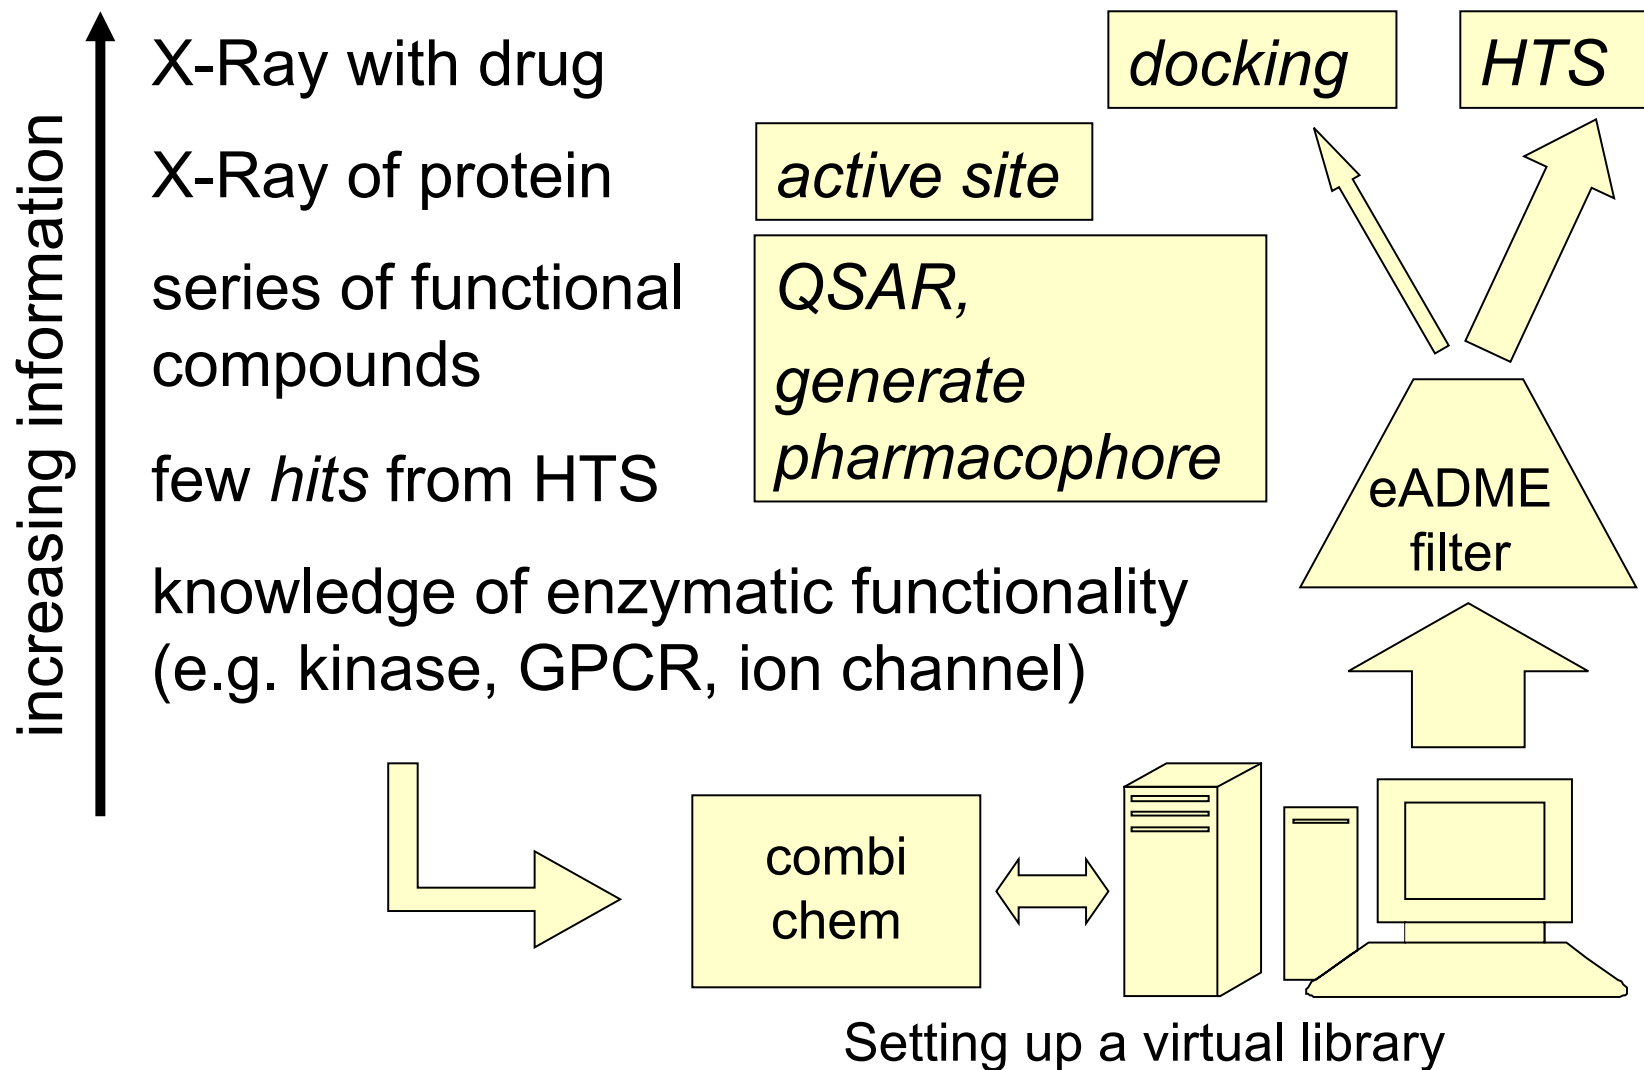 increasing information
X-Ray with drug
docking
HTS
X-Ray of protein
active site
series of functional
compounds
QSAR,
generate
pharmacophore
few hits from HTS
eADME
filter
knowledge of enzymatic functionality
(e.g. kinase, GPCR, ion channel)
combi
chem
Setting up a virtual library